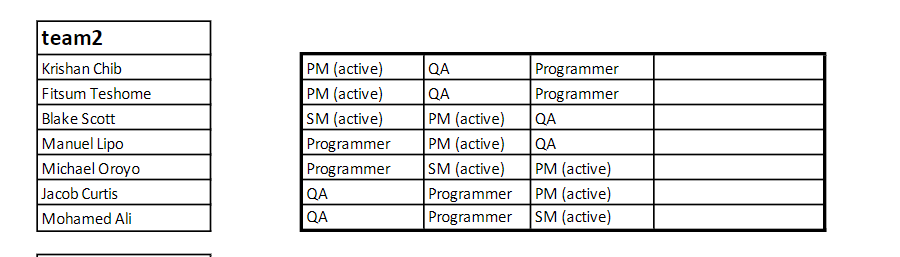 team2
Krishan Chib PM (active) QA Programmer
Fitsum Teshome PM (active) QA Programmer
Blake Scott SM (active) PM (active) QA
Manuel Lipo Programmer PM (active) QA
Michael Oroyo Programmer SM (active) PM (active)
Jacob Curtis QA Programmer PM (active)
Mohamed Ali QA Programmer SM (active)